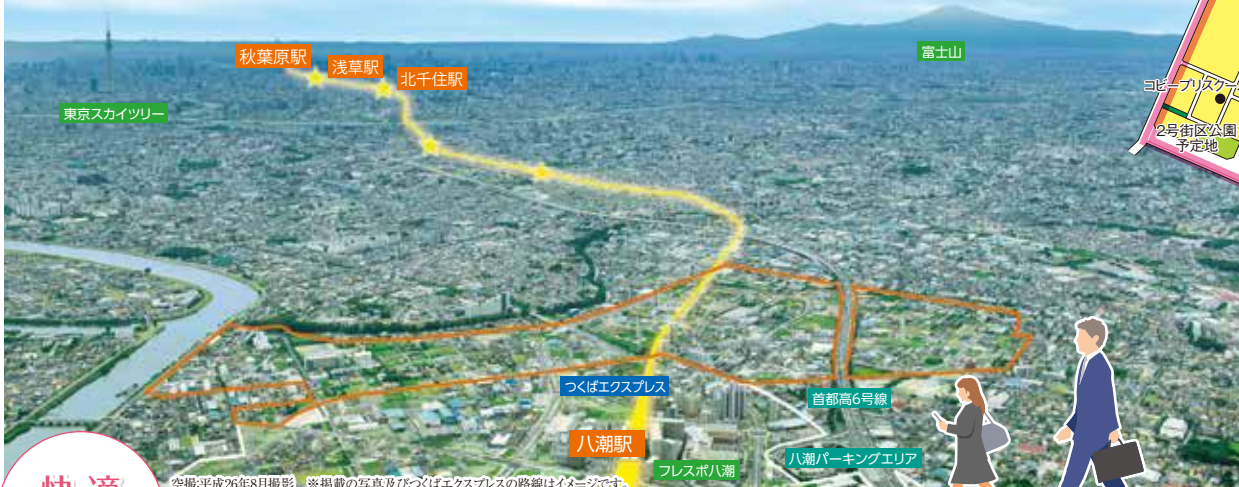 秋葉原駅
浅草駅
北千住駅
富士山
東京スカイツリー
2号街区公園
予定地
つくばエクスプレス
首都高6号線
八潮駅
八潮パーキングエリア
フレスポ八潮
快適
空撮:平成26年8月撮影 ※掲載の写真及びつくばエクスプレスの路線はイメージです。